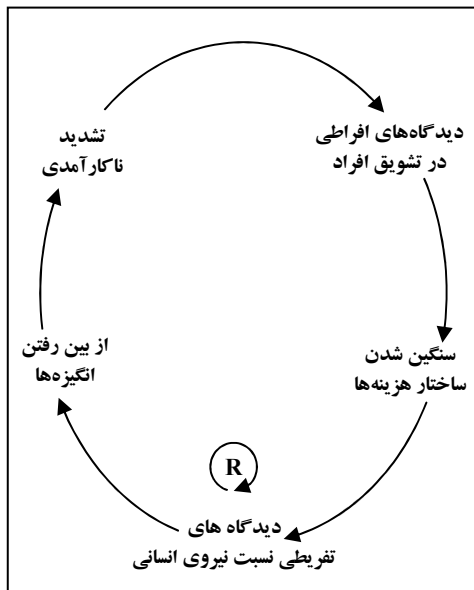 دیدگاه‌های افراطی
در تشویق افراد
سنگین شدن
ساختار هزینه‌ها
دیدگاه های
تفریطی نسبت نیروی انسانی
از بین رفتن
انگیزه‌ها
تشدید
ناکارآمدی
R